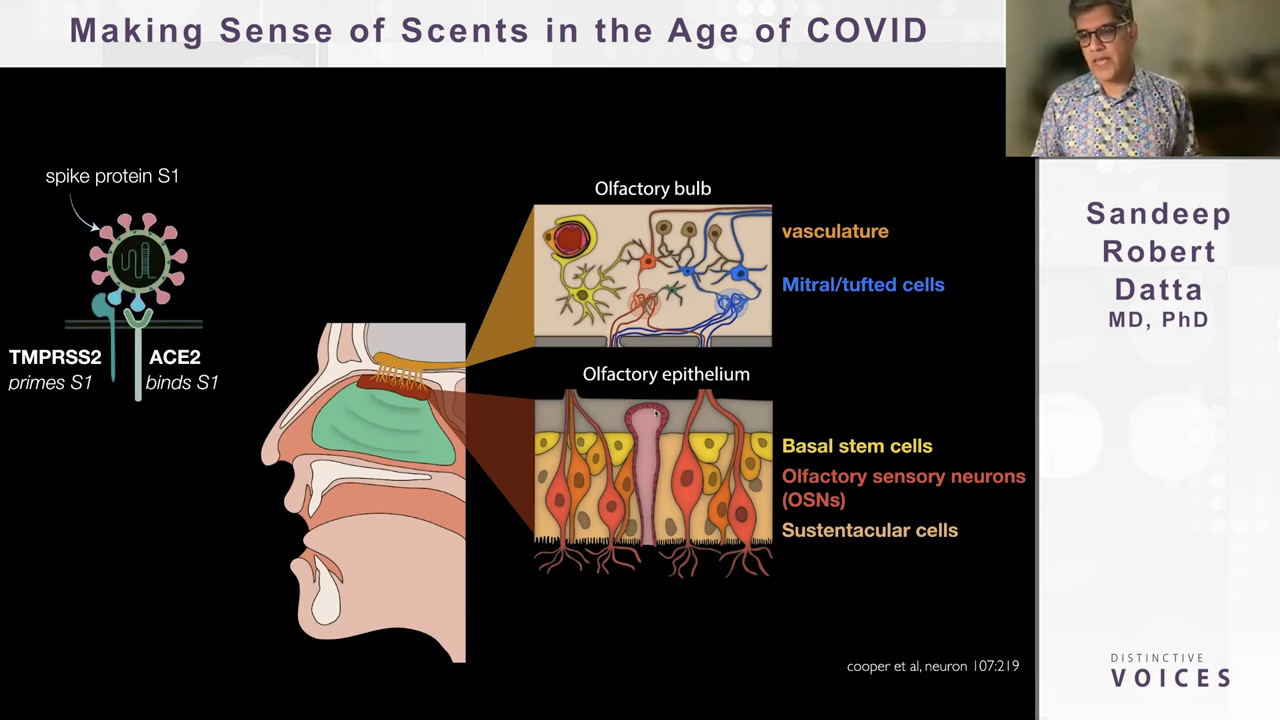 Making Sense of Scents in the Age of COVID
spike protein S1
TMPRSS2
primes S1
ACE2
binds S1
Olfactory bulb
vasculature
Mitral/tufted cells
Olfactory epithelium
Basal stem cells
Olfactory sensory neurons
(OSNs)
Sustentacular cells
cooper et al, neuron 107:219
Sandeep
Robert
Datta
MD, PhD
DISTINCTIVE
VOICES